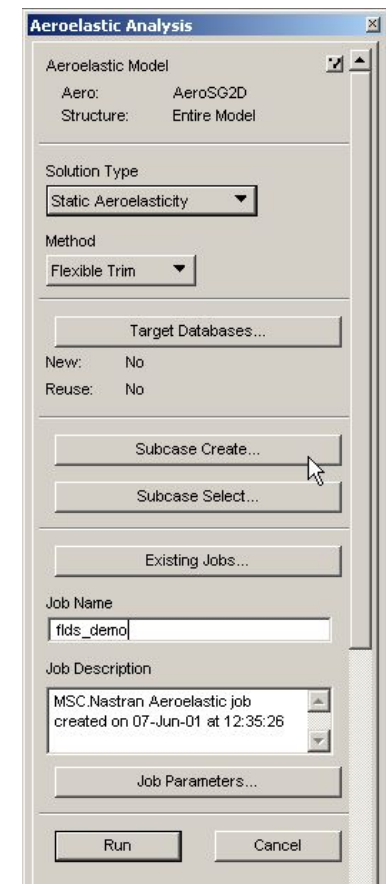 Aeroelastic Analysis
Aeroelastic Model
Aero: AeroSG2D
Structure: Entire Model
Solution Type
Static Aeroelasticity
Method
Flexible Trim
Target Databases...
New: No
Reuse: No
Subcase Create...
Subcase Select...
Existing Jobs...
Job Name
flds_demo
Job Description
MSC.Nastran Aeroelastic job
created on 07-Jun-01 at 12:35:26
Job Parameters...
Run Cancel